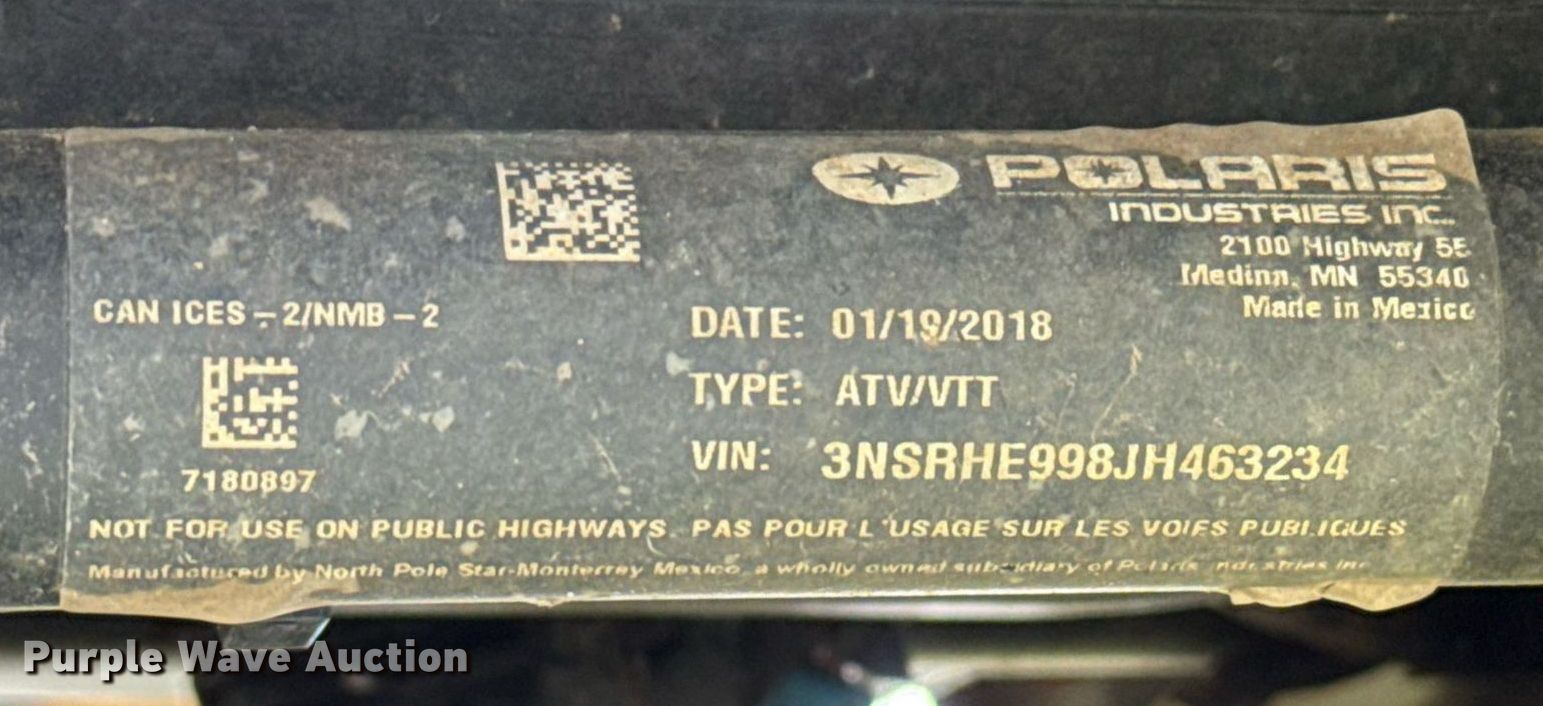 POLARIS
INDUSTRIES INC.
2100 Highway 55
Medina, MN 55340
Made in Mexico
CAN ICES – 2/NMB – 2
DATE: 01/19/2018
TYPE: ATV/VTT
VIN: 3NSRHE998JH463234
7180897
NOT FOR USE ON PUBLIC HIGHWAYS. PAS POUR L'USAGE SUR LES VOIES PUBLIQUES
Manufactured by North Pole Star-Monterrey Mexico, a wholly owned subsidiary of Polaris Industries Inc.
Purple Wave Auction